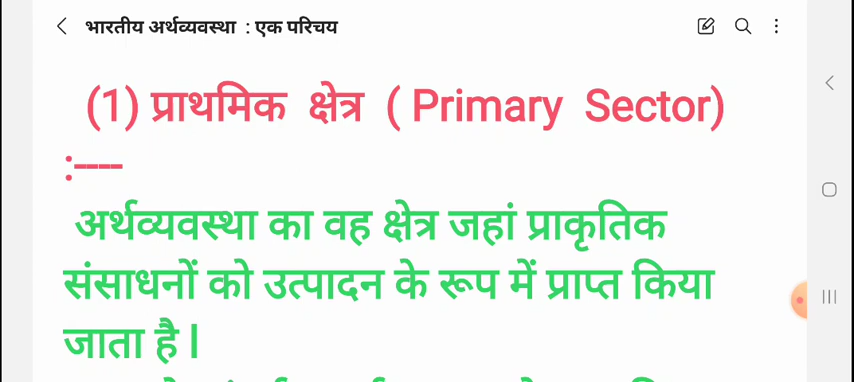 भारतीय अर्थव्यवस्था : एक परिचय
(1) प्राथमिक क्षेत्र ( Primary Sector)
:----
अर्थव्यवस्था का वह क्षेत्र जहां प्राकृतिक
संसाधनों को उत्पादन के रूप में प्राप्त किया
जाता है l